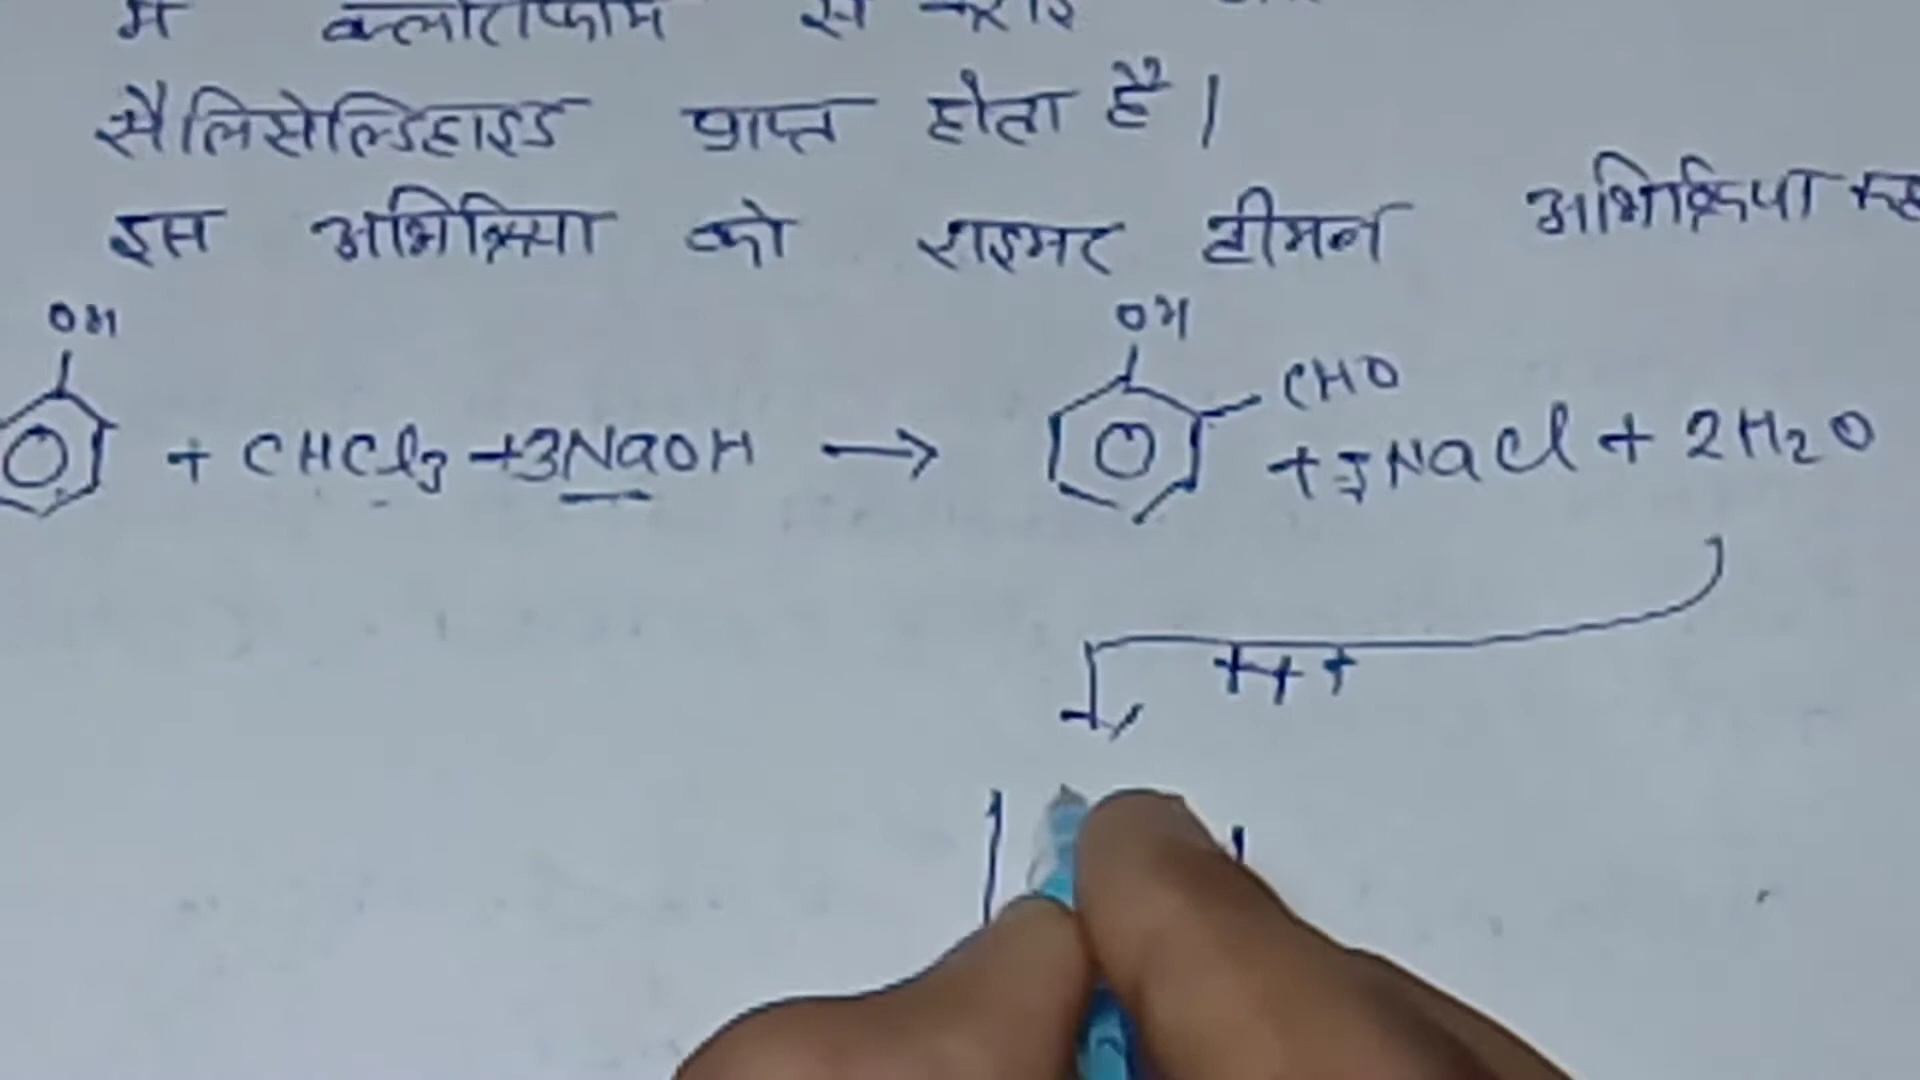 में क्लोरोफार्म से
सैलिसेल्डिहाइड प्राप्त होता है।
इस अभिक्रिया को राइमर टीमन अभिक्रिया
OH OH
CHO
+ CHCl3 +3NaOH → + 3NaCl + 2H2O
H+